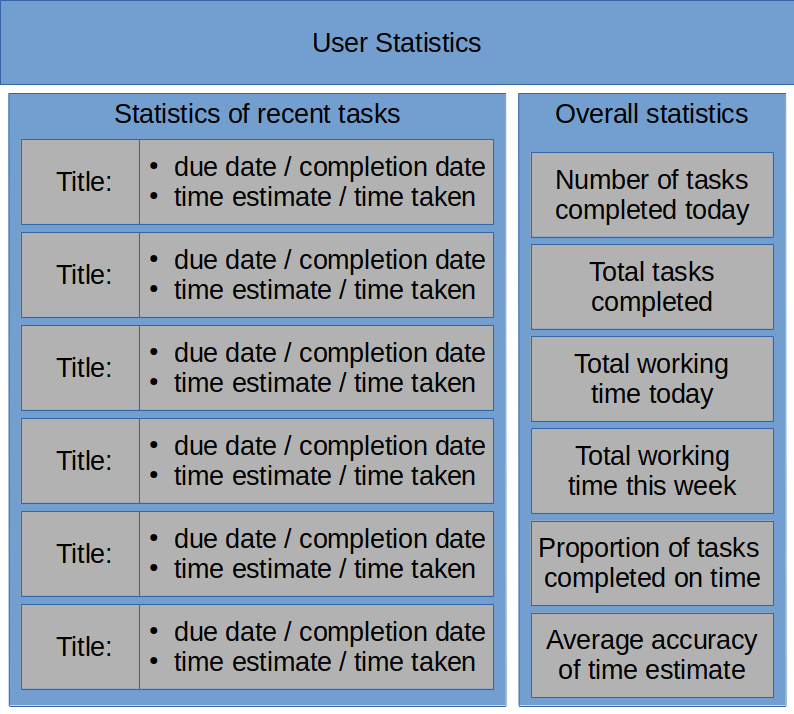 User Statistics
Statistics of recent tasks
Title:
• due date / completion date
• time estimate / time taken
Title:
• due date / completion date
• time estimate / time taken
Title:
• due date / completion date
• time estimate / time taken
Title:
• due date / completion date
• time estimate / time taken
Title:
• due date / completion date
• time estimate / time taken
Title:
• due date / completion date
• time estimate / time taken
Overall statistics
Number of tasks
completed today
Total tasks
completed
Total working
time today
Total working
time this week
Proportion of tasks
completed on time
Average accuracy
of time estimate